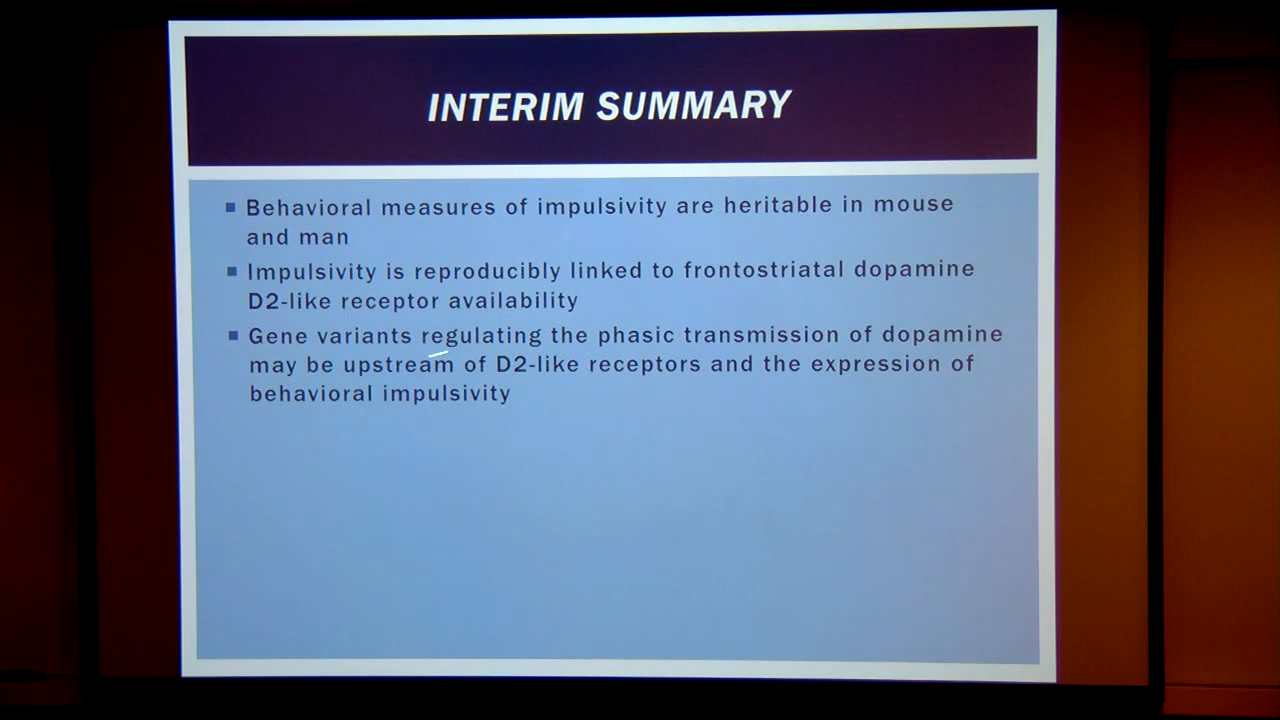 INTERIM SUMMARY
Behavioral measures of impulsivity are heritable in mouse
and man
Impulsivity is reproducibly linked to frontostriatal dopamine
D2-like receptor availability
Gene variants regulating the phasic transmission of dopamine
may be upstream of D2-like receptors and the expression of
behavioral impulsivity